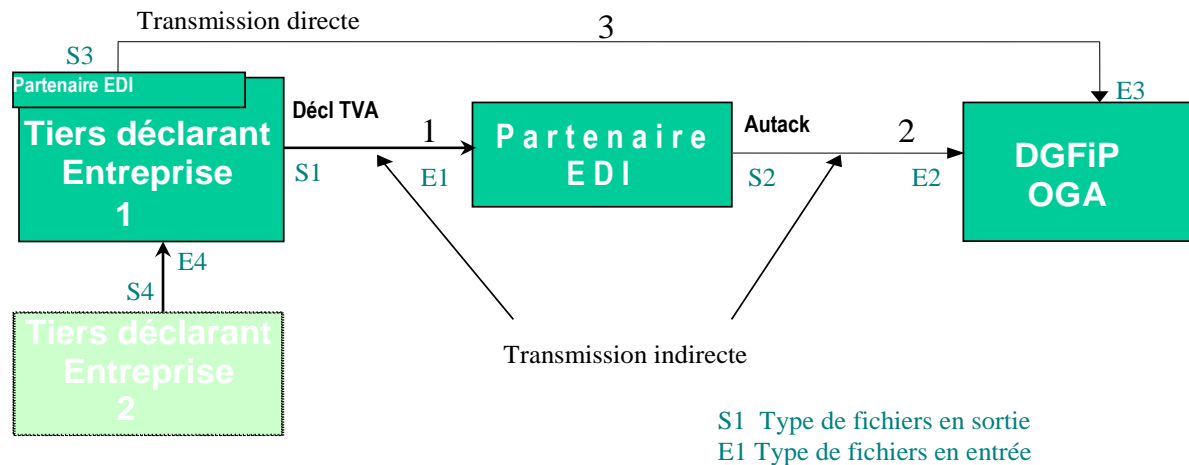 Transmission directe
3
S3
Partenaire EDI
E3
Tiers déclarant
Entreprise
1
Décl TVA
1
S1
E1
Partenaire
EDI
Autack
2
S2
E2
DGFiP
OGA
E4
S4
Tiers déclarant
Entreprise
2
Transmission indirecte
S1 Type de fichiers en sortie
E1 Type de fichiers en entrée